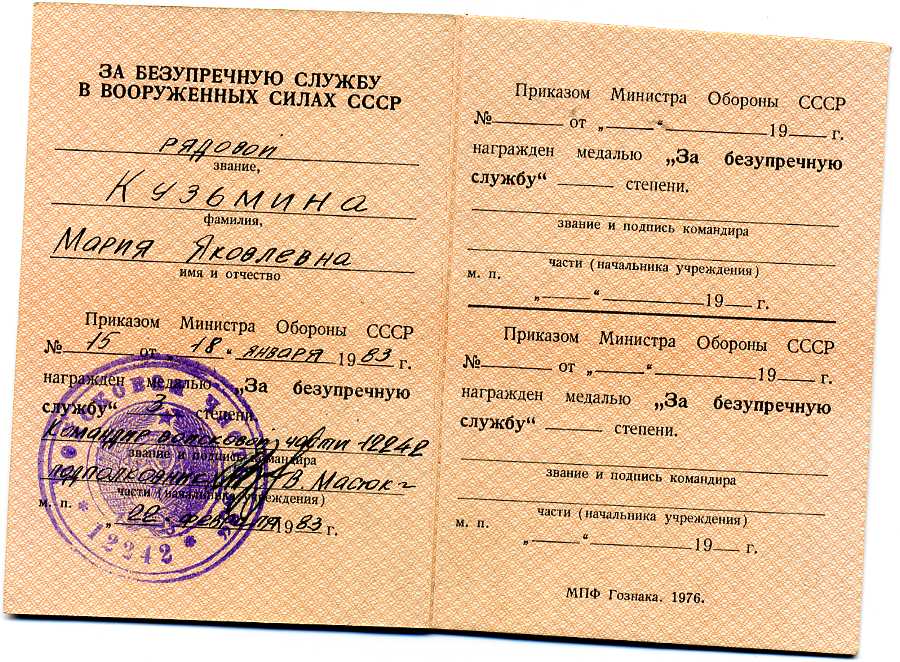 ЗА БЕЗУПРЕЧНУЮ СЛУЖБУ
В ВООРУЖЕННЫХ СИЛАХ СССР
рядовой
звание,
Кузьмина
фамилия,
Мария Яковлевна
имя и отчество
Приказом Министра Обороны СССР
№ 15 от „18“ января 1983 г.
награжден медалью „За безупречную
службу“ 3 степени.
Командир войсковой части 12242
звание и подпись командира
подполковник В Масюк
части (начальника учреждения)
м. п.
„22“ февраля 1983 г.
12242
Приказом Министра Обороны СССР
№ от „ “ 19 г.
награжден медалью „За безупречную
службу“ степени.
звание и подпись командира
части (начальника учреждения)
м. п.
„ “ 19 г.
Приказом Министра Обороны СССР
№ от „ “ 19 г.
награжден медалью „За безупречную
службу“ степени.
звание и подпись командира
части (начальника учреждения)
м. п.
„ “ 19 г.
МПФ Гознака. 1976.